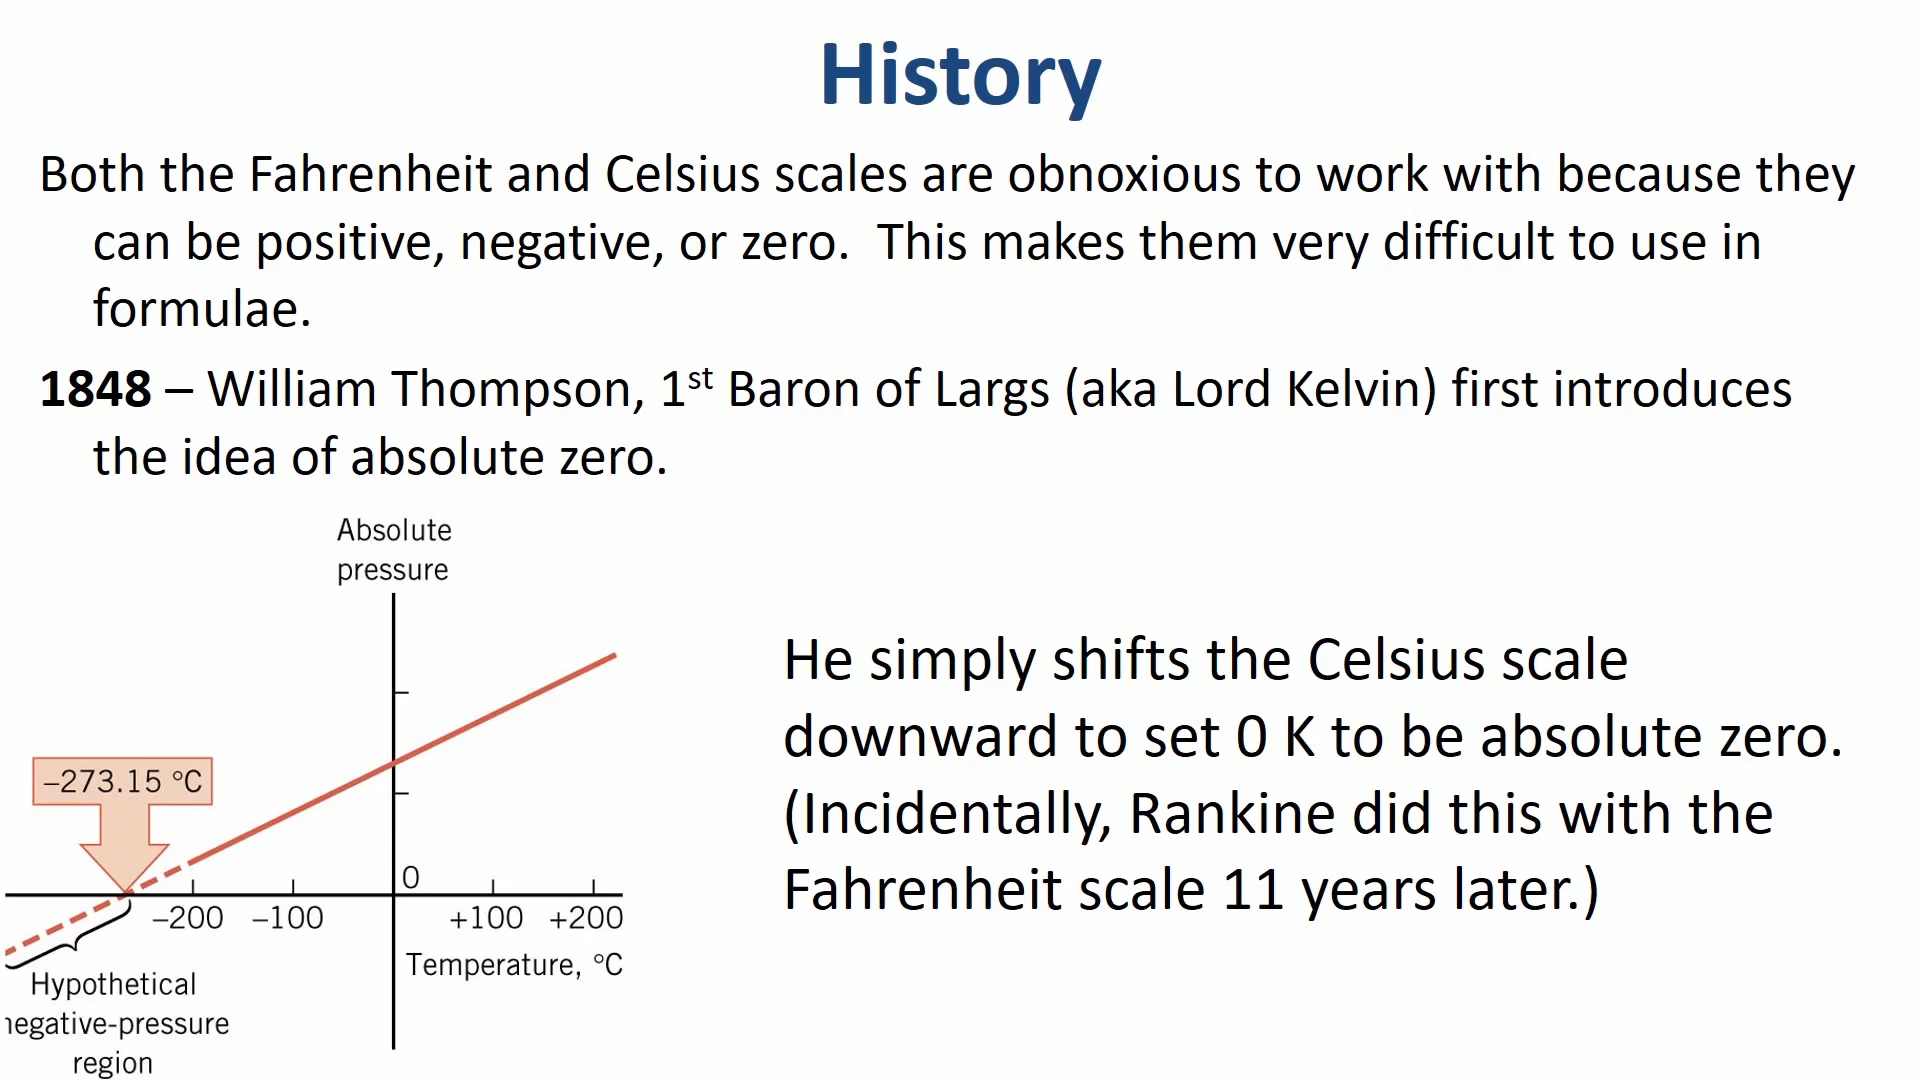 History
Both the Fahrenheit and Celsius scales are obnoxious to work with because they
can be positive, negative, or zero.  This makes them very difficult to use in
formulae.
1848 – William Thompson, 1st Baron of Largs (aka Lord Kelvin) first introduces
the idea of absolute zero.
Absolute
pressure
He simply shifts the Celsius scale
downward to set 0 K to be absolute zero.
(Incidentally, Rankine did this with the
Fahrenheit scale 11 years later.)
–273.15 °C
0
–200 –100 +100 +200
Temperature, °C
Hypothetical
negative-pressure
region